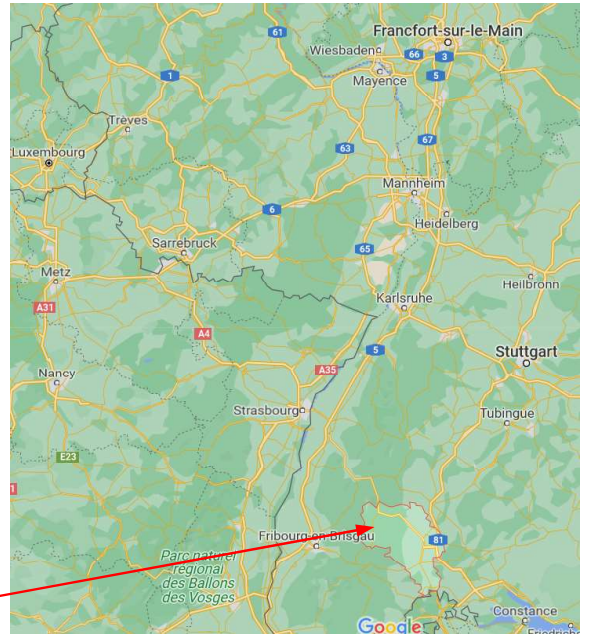 Francfort-sur-le-Main
61
Wiesbaden
66
3
1
Mayence
5
Trèves
67
Luxembourg
63
Mannheim
6
Heidelberg
Sarrebruck
65
Metz
Heilbronn
Karlsruhe
A31
A4
5
Stuttgart
A35
Nancy
Strasbourg
Tubingue
E23
Fribourg-en-Brisgau
81
Parc naturel
régional
des Ballons
des Vosges
Constance
Google